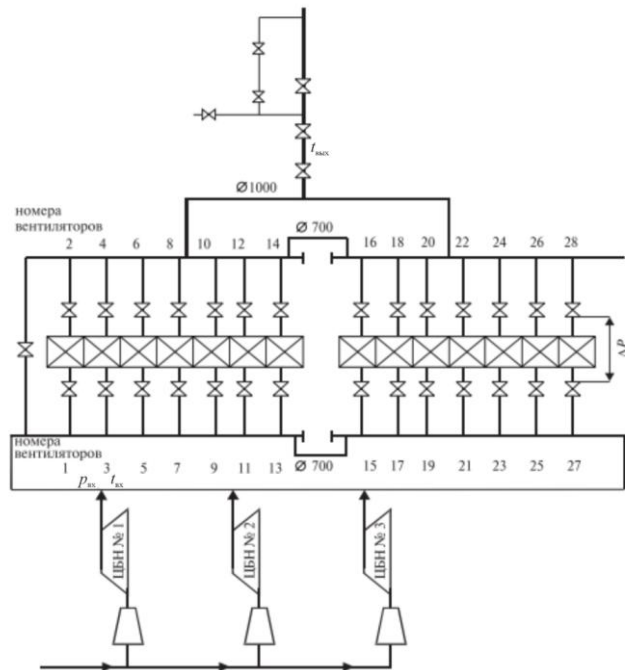 t вых
Ø1000
номера
вентиляторов
Ø 700
2 4 6 8 10 12 14 16 18 20 22 24 26 28
ΔP
номера
вентиляторов
Ø 700
1 3 5 7 9 11 13 15 17 19 21 23 25 27
p вх t вх
ЦБН № 1
ЦБН № 2
ЦБН № 3